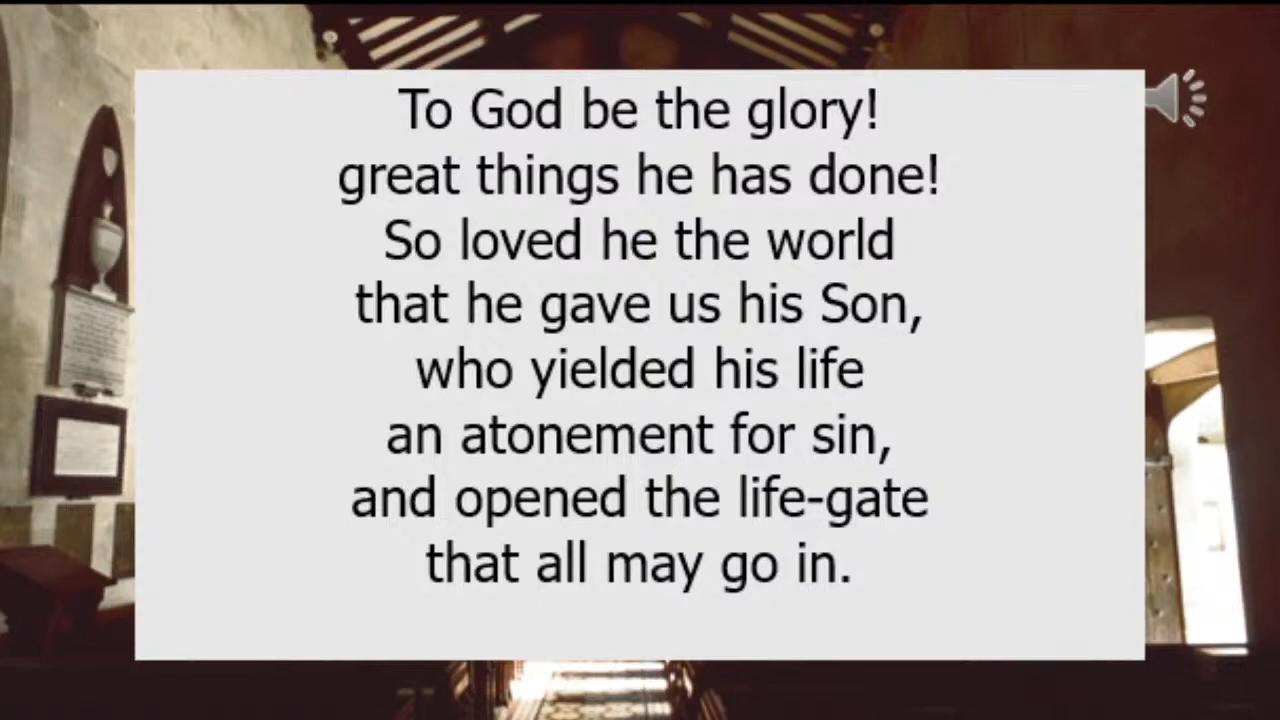 To God be the glory!
great things he has done!
So loved he the world
that he gave us his Son,
who yielded his life
an atonement for sin,
and opened the life-gate
that all may go in.